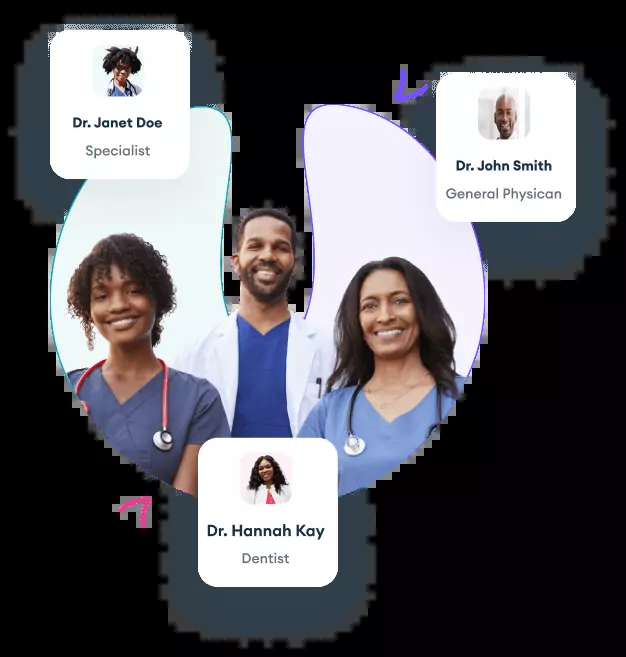 Dr. Janet Doe
Specialist
Dr. John Smith
General Physican
Dr. Hannah Kay
Dentist